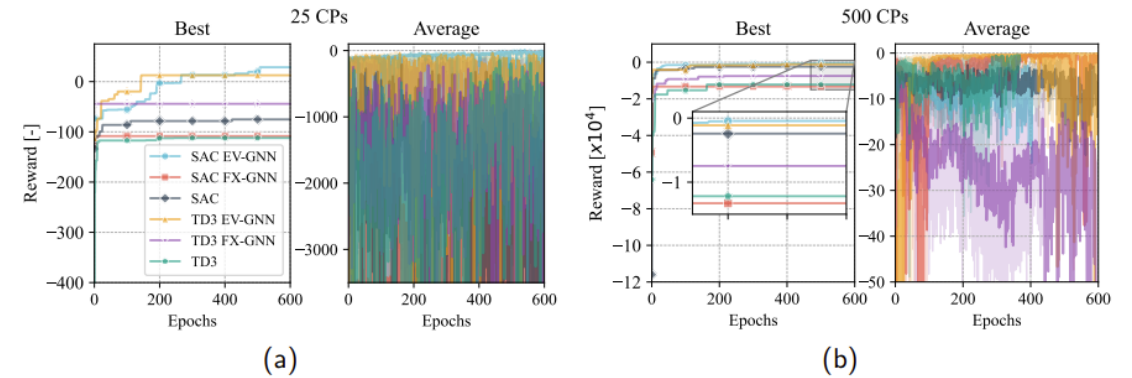 25 CPs
Best
Average
Reward [-]
0
−100
−200
−300
−400
0
−1000
−2000
−3000
SAC EV-GNN
SAC FX-GNN
SAC
TD3 EV-GNN
TD3 FX-GNN
TD3
0 200 400 600
0 200 400 600
Epochs
Epochs
(a)
500 CPs
Best
Average
Reward [x10⁴]
0
−2
−4
−6
−8
−10
−12
0
−1
0
−10
−20
−30
−40
−50
0 200 400 600
0 200 400 600
Epochs
Epochs
(b)